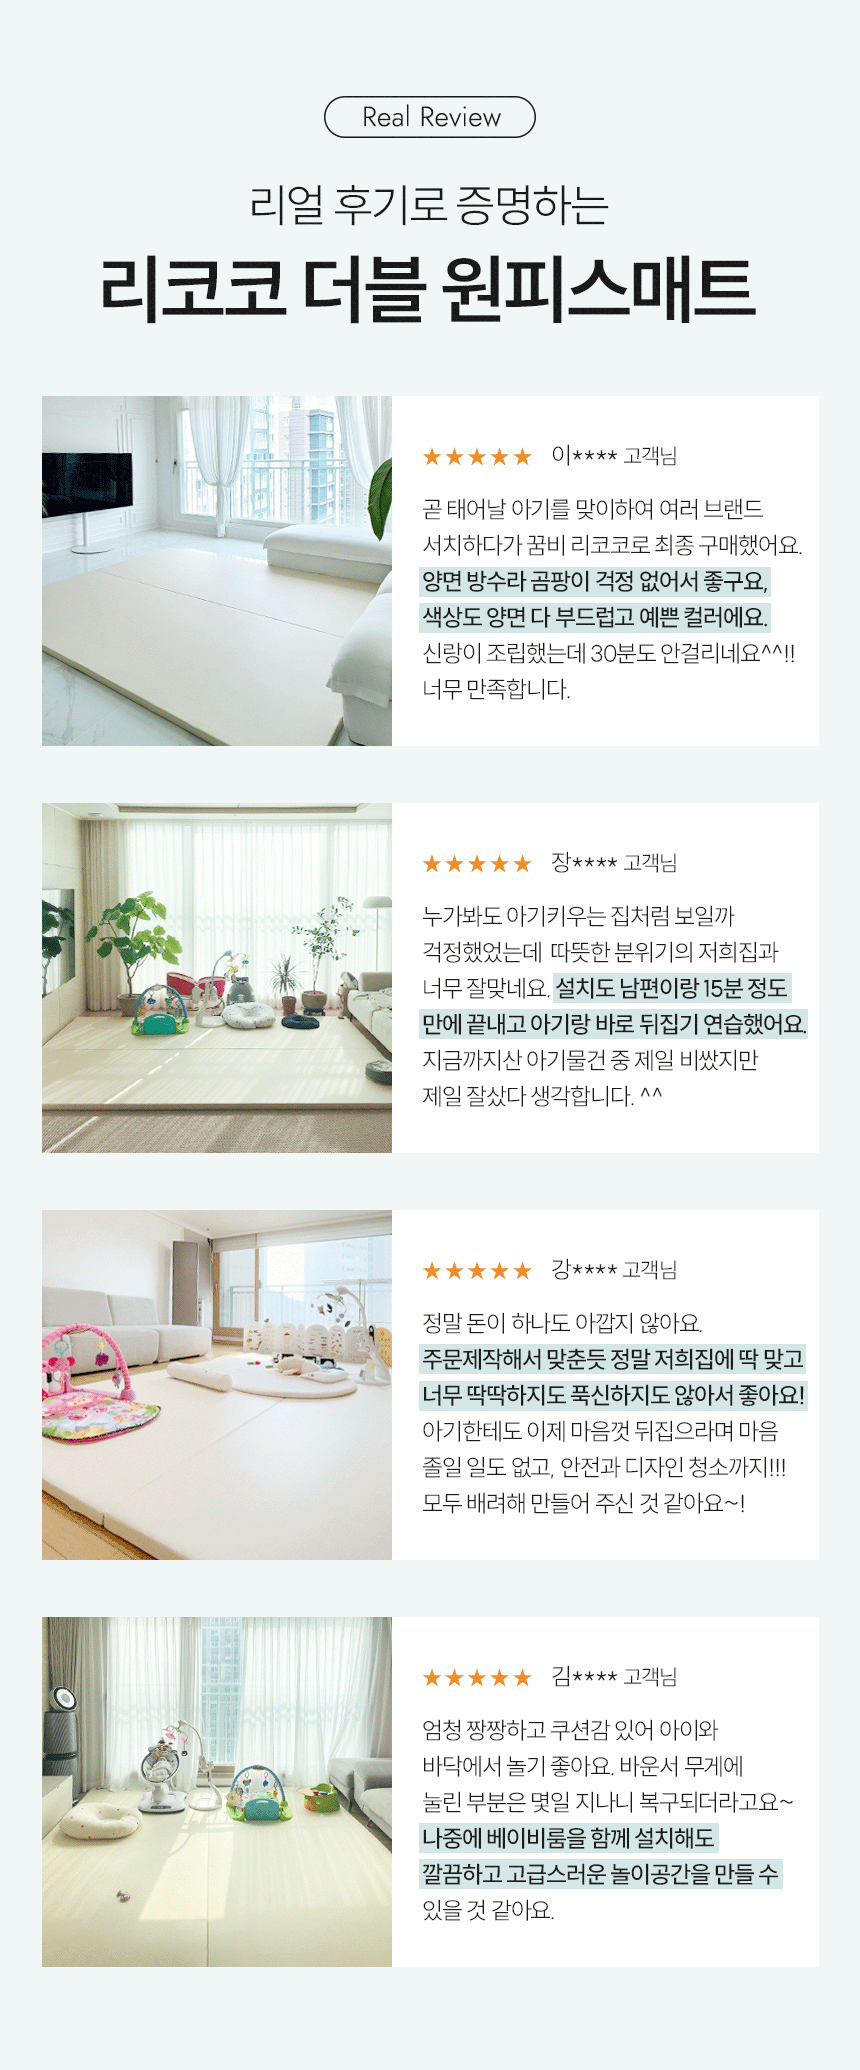 Real Review
리얼 후기로 증명하는
리코코 더블 원피스매트
★★★★★ 이**** 고객님
곧 태어날 아기를 맞이하여 여러 브랜드
서치하다가 꿈비 리코코로 최종 구매했어요.
양면 방수라 곰팡이 걱정 없어서 좋구요,
색상도 양면 다 부드럽고 예쁜 컬러에요.
신랑이 조립했는데 30분도 안걸리네요^^!!
너무 만족합니다.
★★★★★ 장**** 고객님
누가봐도 아기키우는 집처럼 보일까
걱정했었는데 따뜻한 분위기의 저희집과
너무 잘맞네요. 설치도 남편이랑 15분 정도
만에 끝내고 아기랑 바로 뒤집기 연습했어요.
지금까지산 아기물건 중 제일 비쌌지만
제일 잘샀다 생각합니다. ^^
★★★★★ 강**** 고객님
정말 돈이 하나도 아깝지 않아요.
주문제작해서 맞춘듯 정말 저희집에 딱 맞고
너무 딱딱하지도 푹신하지도 않아서 좋아요!
아기한테도 이제 마음껏 뒤집으라며 마음
졸일 일도 없고, 안전과 디자인 청소까지!!!
모두 배려해 만들어 주신 것 같아요~!
★★★★★ 김**** 고객님
엄청 짱짱하고 쿠션감 있어 아이와
바닥에서 놀기 좋아요. 바운서 무게에
눌린 부분은 몇일 지나니 복구되더라고요~
나중에 베이비룸을 함께 설치해도
깔끔하고 고급스러운 놀이공간을 만들 수
있을 것 같아요.